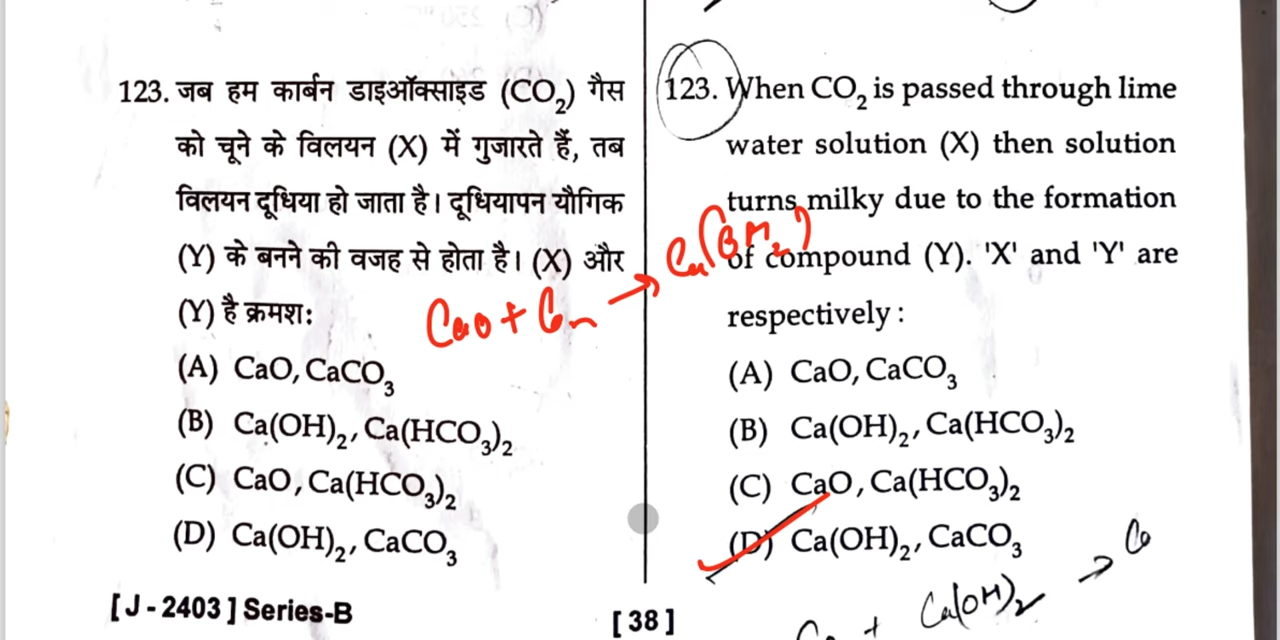 123. जब हम कार्बन डाइऑक्साइड (CO₂) गैस
को चूने के विलयन (X) में गुजारते हैं, तब
विलयन दूधिया हो जाता है। दूधियापन यौगिक
(Y) के बनने की वजह से होता है। (X) और
(Y) है क्रमश:
(A) CaO, CaCO₃
(B) Ca(OH)₂, Ca(HCO₃)₂
(C) CaO, Ca(HCO₃)₂
(D) Ca(OH)₂, CaCO₃
CaO +
123. When CO₂ is passed through lime
water solution (X) then solution
turns milky due to the formation
of compound (Y). 'X' and 'Y' are
respectively :
(A) CaO, CaCO₃
(B) Ca(OH)₂, Ca(HCO₃)₂
(C) CaO, Ca(HCO₃)₂
(D) Ca(OH)₂, CaCO₃
+ Ca(OH)₂ →
[ J - 2403 ] Series-B
[ 38 ]